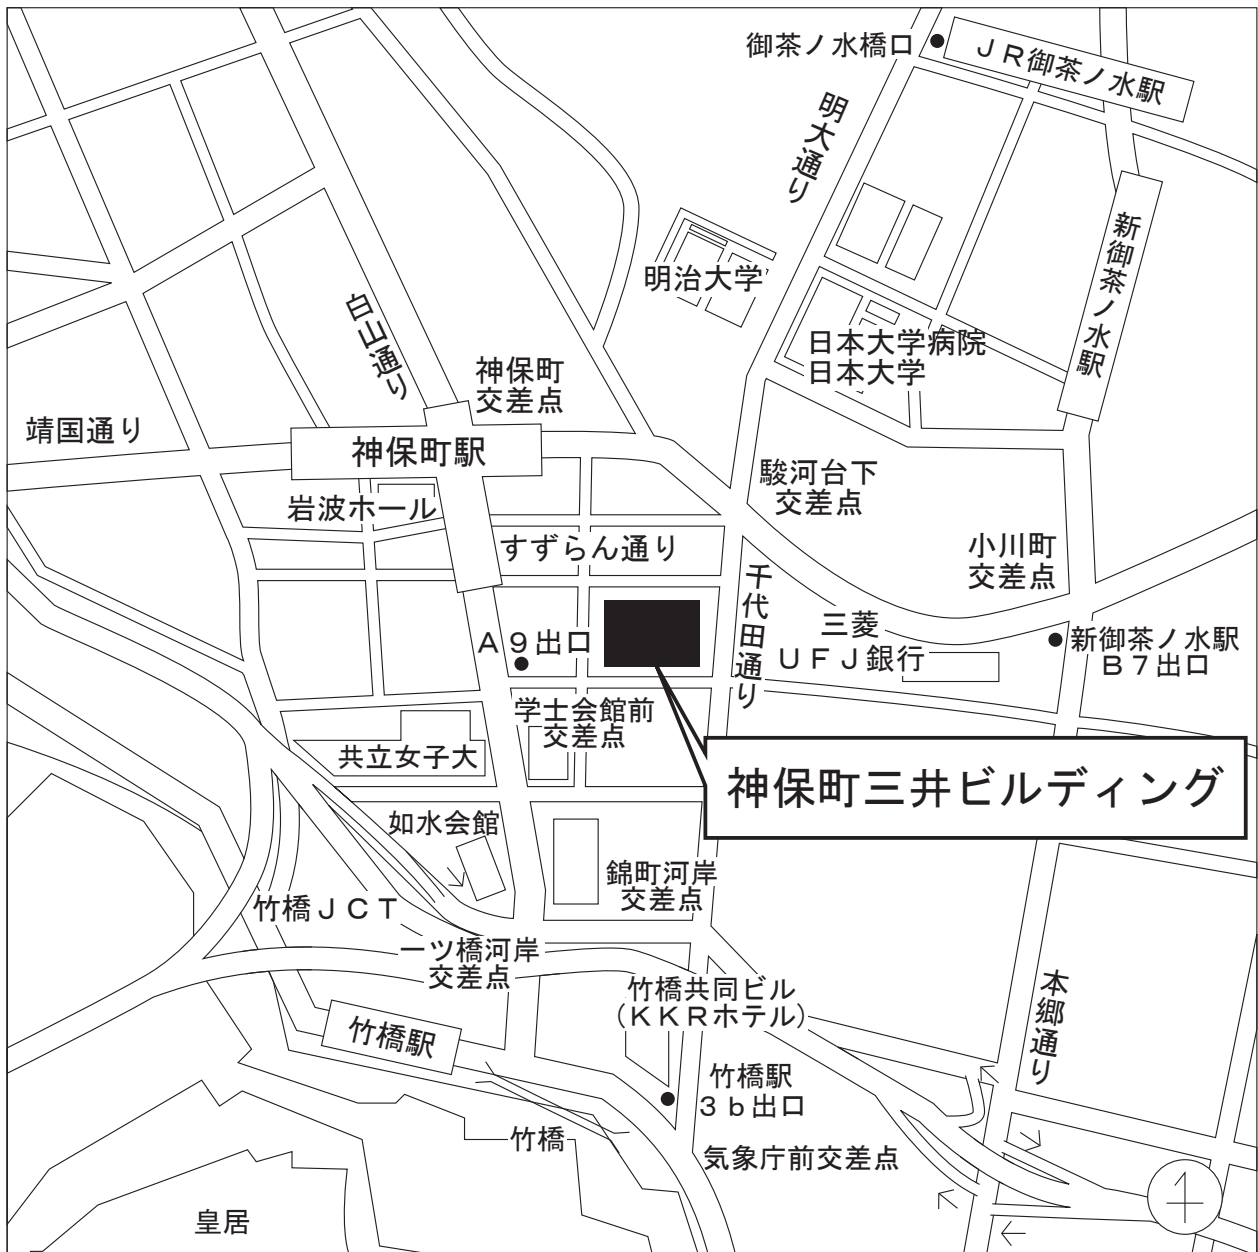 御茶ノ水橋口
ＪＲ御茶ノ水駅
明大通り
新御茶ノ水駅
明治大学
白山通り
日本大学病院
日本大学
神保町
交差点
靖国通り
神保町駅
駿河台下
交差点
岩波ホール
すずらん通り
小川町
交差点
千代田通り
三菱
ＵＦＪ銀行
Ａ９出口
新御茶ノ水駅
Ｂ７出口
学士会館前
交差点
共立女子大
神保町三井ビルディング
如水会館
錦町河岸
交差点
竹橋ＪＣＴ
一ツ橋河岸
交差点
竹橋共同ビル
（ＫＫＲホテル）
本郷通り
竹橋駅
竹橋駅
３ｂ出口
竹橋
気象庁前交差点
皇居